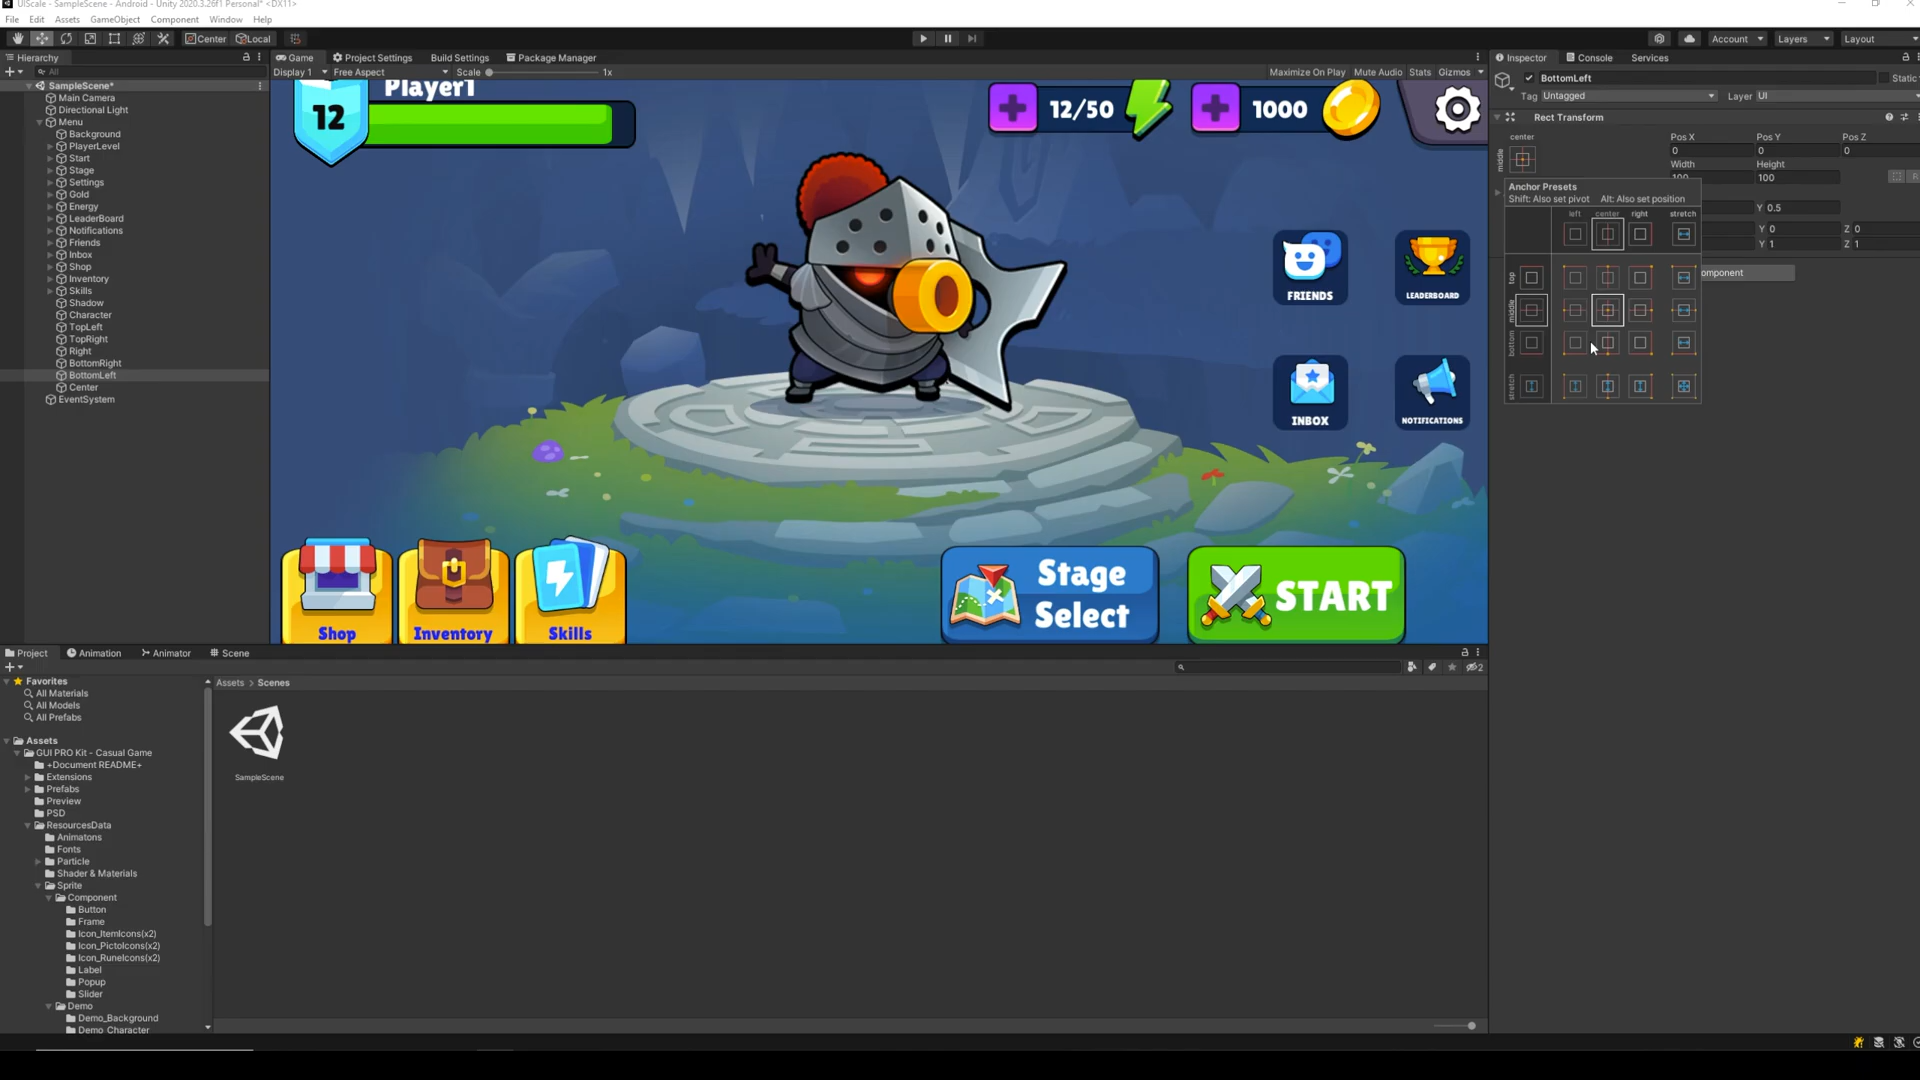 UIScale - SampleScene - Android - Unity 2020.3.26f1 Personal* <DX11>
File Edit Assets GameObject Component Window Help
Center Local
Account Layers Layout
Hierarchy
All
SampleScene*
Main Camera
Directional Light
Menu
Background
PlayerLevel
Start
Stage
Settings
Gold
Energy
LeaderBoard
Notifications
Friends
Inbox
Shop
Inventory
Skills
Shadow
Character
TopLeft
TopRight
Right
BottomRight
BottomLeft
Center
EventSystem
Game Project Settings Build Settings Package Manager
Display 1 Free Aspect Scale 1x Maximize On Play Mute Audio Stats Gizmos
Player1
12
12/50
1000
FRIENDS
LEADERBOARD
INBOX
NOTIFICATIONS
Shop
Inventory
Skills
Stage
Select
START
Inspector Console Services
BottomLeft Static
Tag Untagged Layer UI
Rect Transform
center
middle
Pos X Pos Y Pos Z
0 0 0
Width Height
100 100
Y 0.5
Y 0 Z 0
Y 1 Z 1
omponent
Anchor Presets
Shift: Also set pivot Alt: Also set position
left center right stretch
top
middle
bottom
stretch
Project Animation Animator Scene
2
Favorites
All Materials
All Models
All Prefabs
Assets
GUI PRO Kit - Casual Game
+Document README+
Extensions
Prefabs
Preview
PSD
ResourcesData
Animatons
Fonts
Particle
Shader & Materials
Sprite
Component
Button
Frame
Icon_ItemIcons(x2)
Icon_PictoIcons(x2)
Icon_RuneIcons(x2)
Label
Popup
Slider
Demo
Demo_Background
Demo_Character
Assets > Scenes
SampleScene